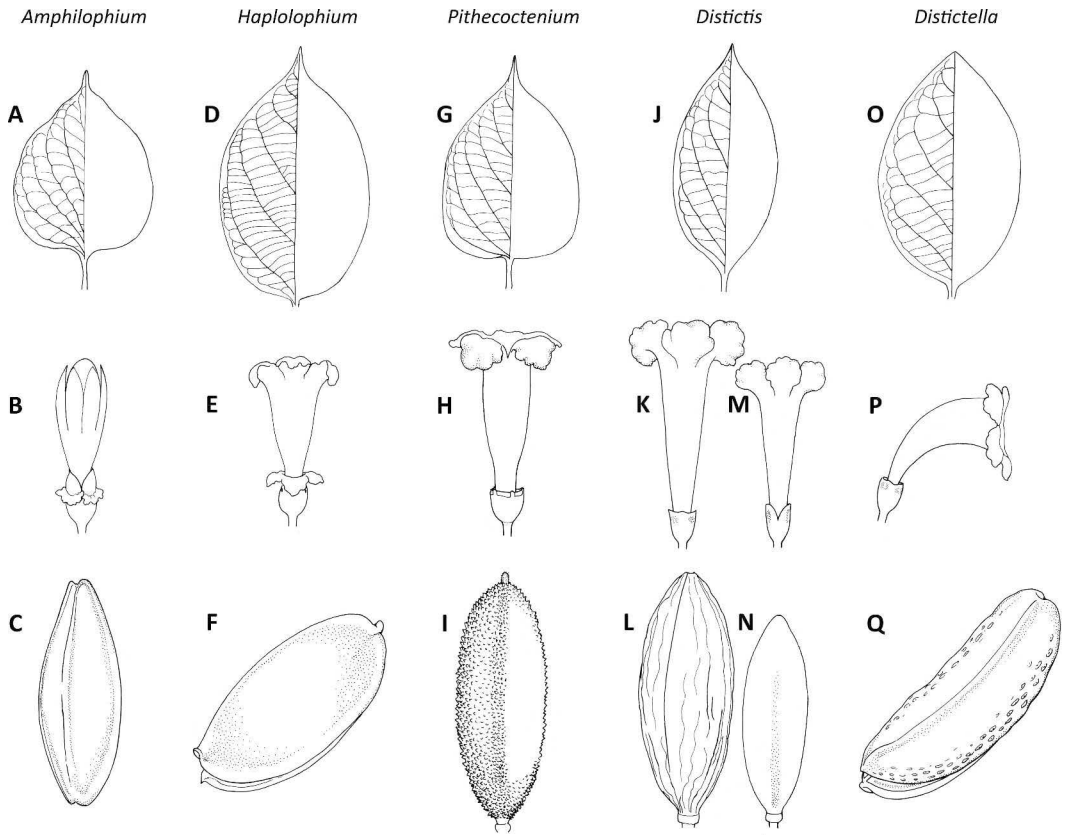 Amphilophium Haplolophium Pithecoctenium Distictis Distictella
A D G J O
B E H K M P
C F I L N Q